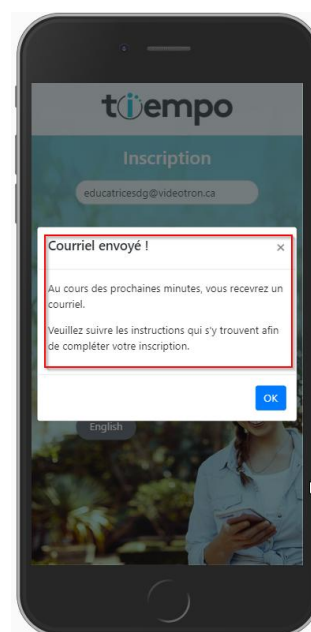 tiempo
Inscription
educatricesdg@videotron.ca
Courriel envoyé !
×
Au cours des prochaines minutes, vous recevrez un
courriel.
Veuillez suivre les instructions qui s'y trouvent afin
de compléter votre inscription.
OK
English